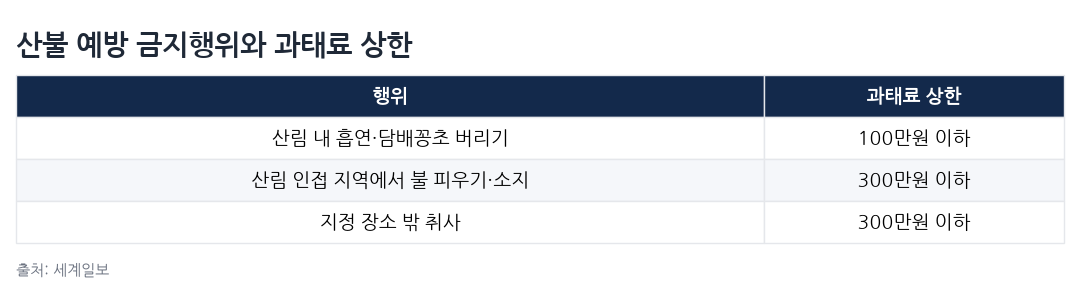 산불 예방 금지행위와 과태료 상한
행위 과태료 상한
산림 내 흡연·담배꽁초 버리기 100만원 이하
산림 인접 지역에서 불 피우기·소지 300만원 이하
지정 장소 밖 취사 300만원 이하
출처: 세계일보